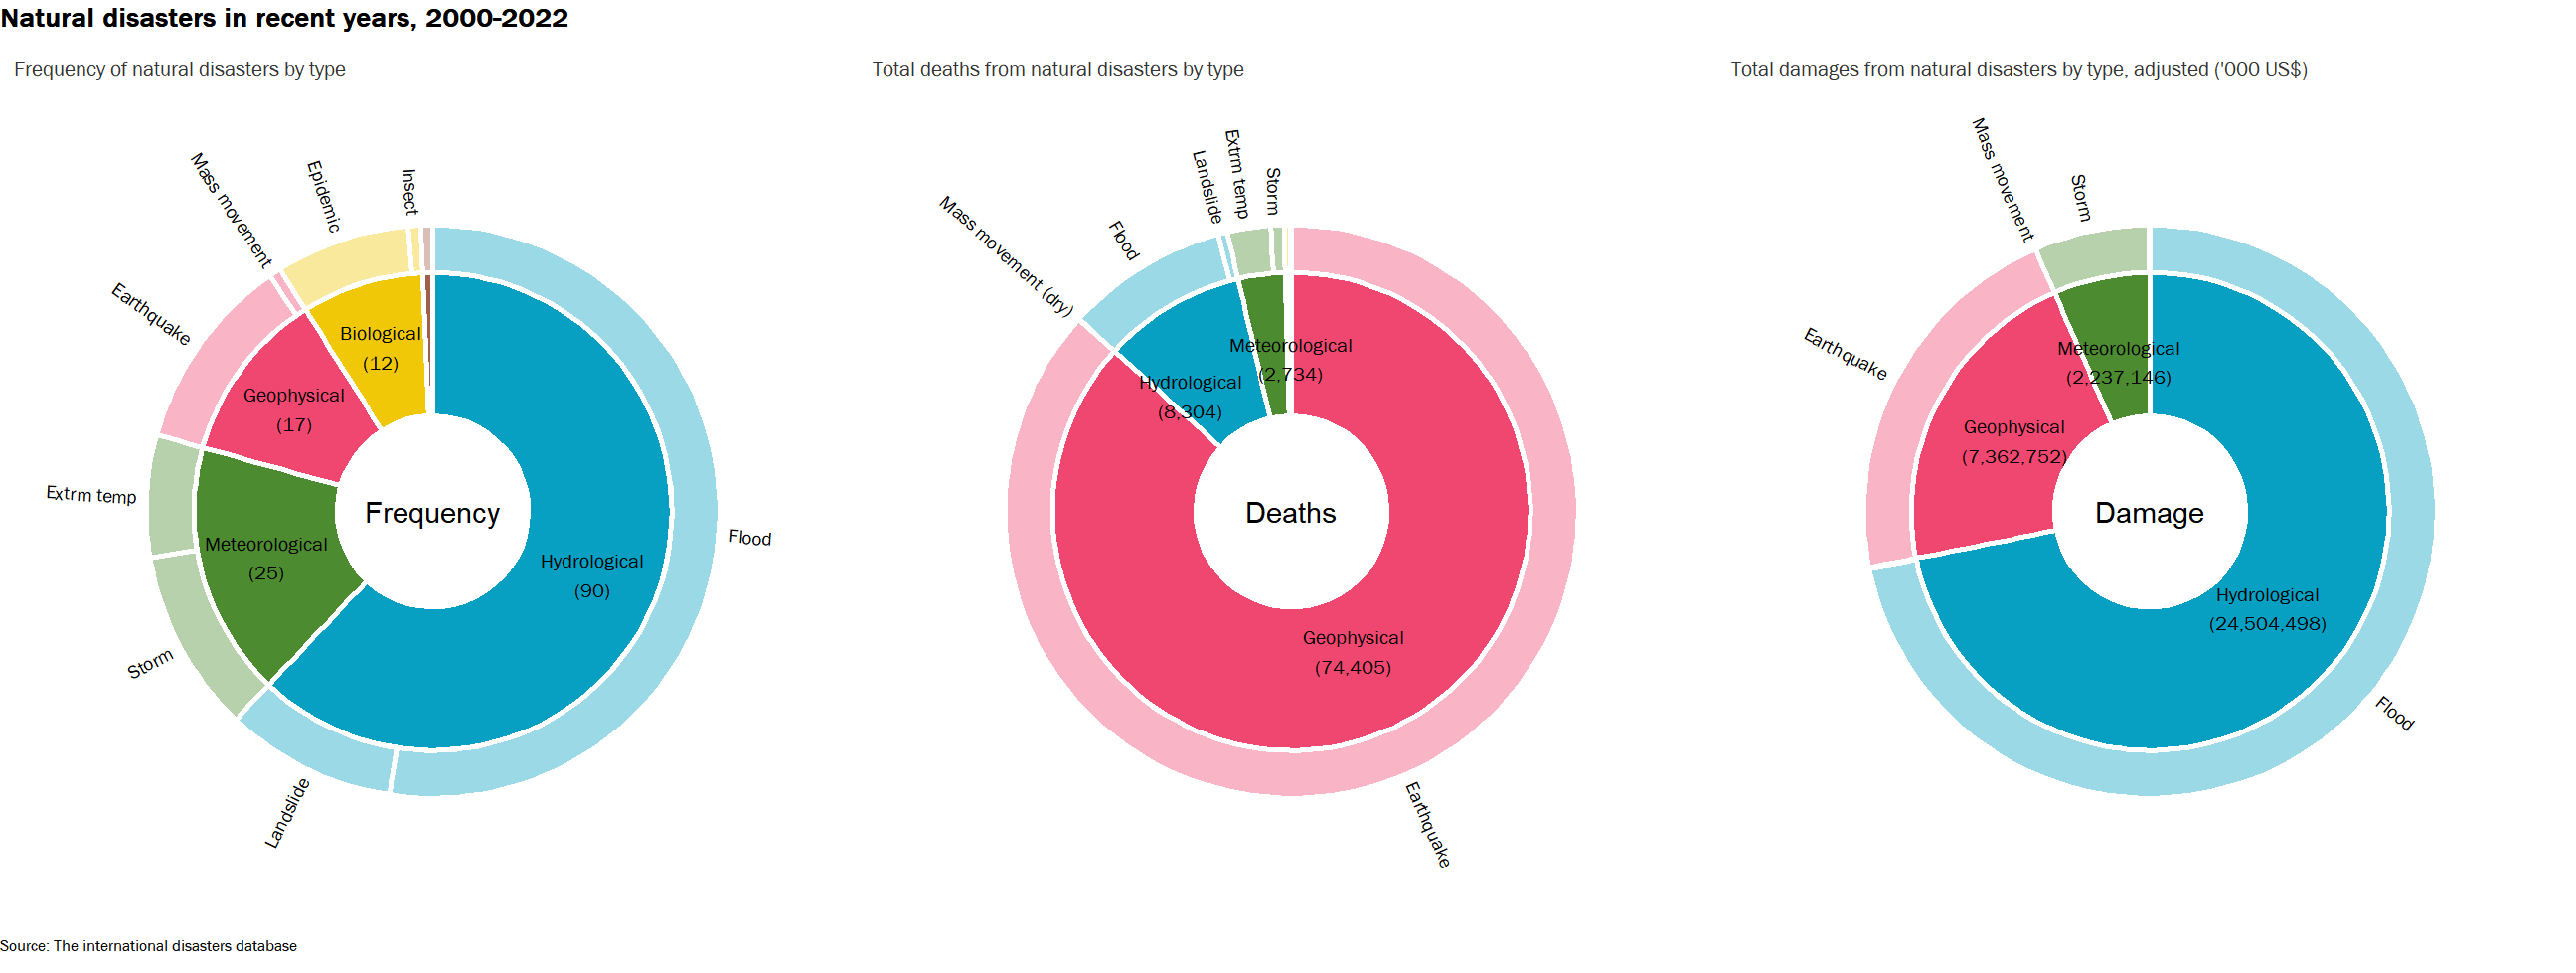 Natural disasters in recent years, 2000-2022
Frequency of natural disasters by type
Mass movement
Epidemic
Insect
Earthquake
Biological
(12)
Geophysical
(17)
Extrm temp
Frequency
Meteorological
(25)
Flood
Hydrological
(90)
Storm
Landslide
Total deaths from natural disasters by type
Mass movement (dry)
Flood
Landslide
Extrm temp
Storm
Meteorological
(2,734)
Hydrological
(8,304)
Deaths
Geophysical
(74,405)
Earthquake
Total damages from natural disasters by type, adjusted ('000 US$)
Mass movement
Storm
Earthquake
Meteorological
(2,237,146)
Geophysical
(7,362,752)
Damage
Hydrological
(24,504,498)
Flood
Source: The international disasters database